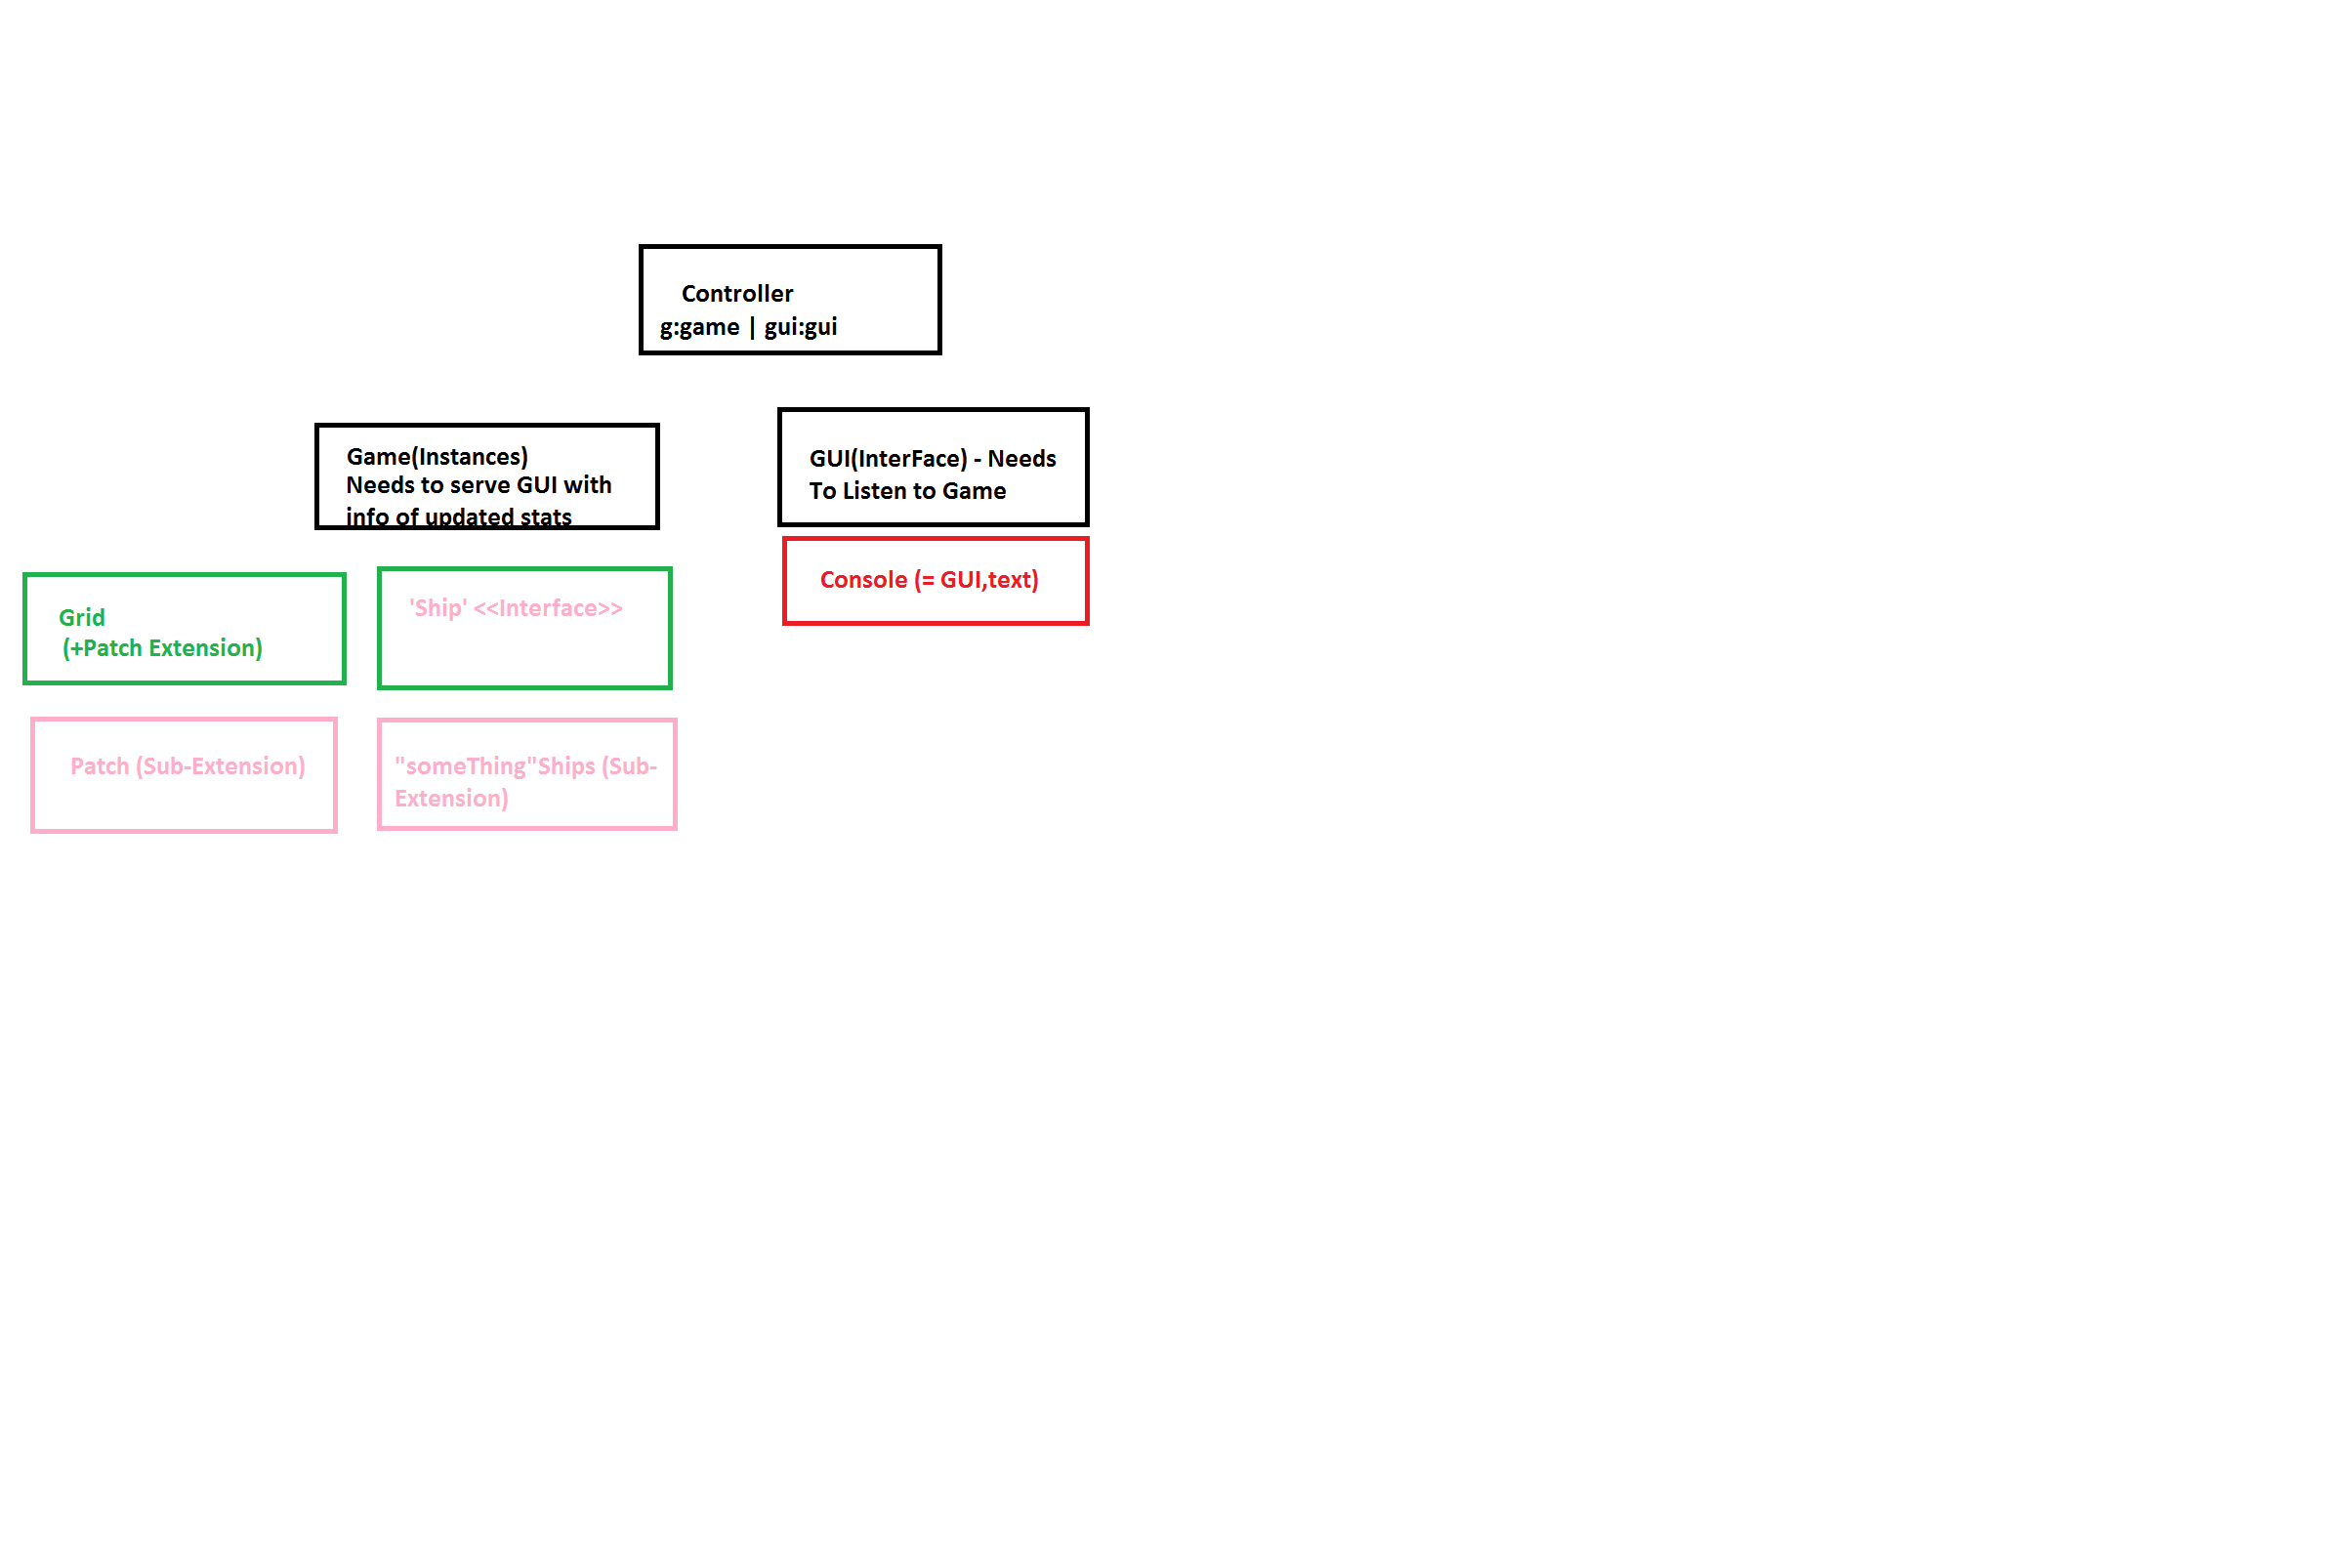 Controller
g:game | gui:gui
Game(Instances)
Needs to serve GUI with
info of updated stats
GUI(InterFace) - Needs
To Listen to Game
Console (= GUI,text)
Grid
(+Patch Extension)
'Ship' <<Interface>>
Patch (Sub-Extension)
"someThing"Ships (Sub-
Extension)